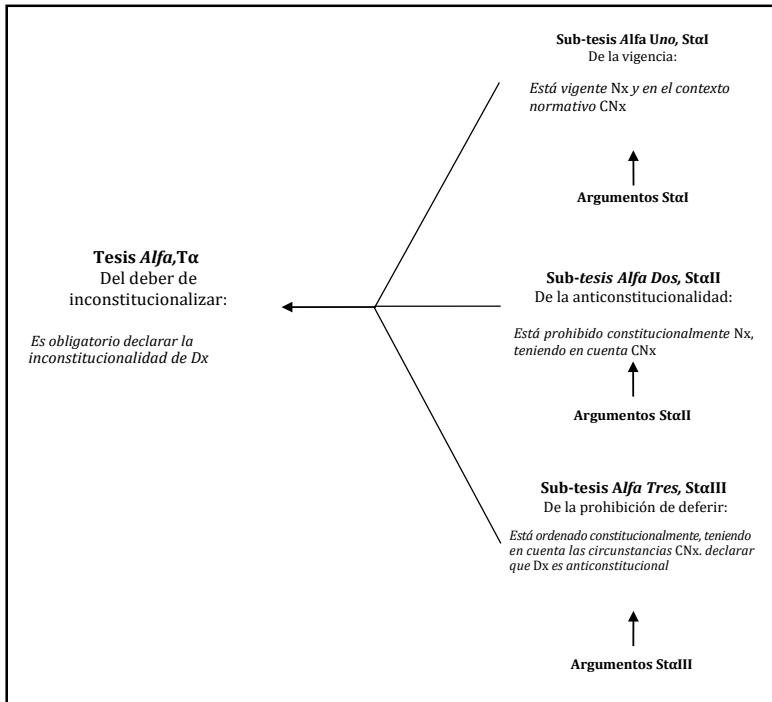 Sub-tesis Alfa Uno, StαI
De la vigencia:
Está vigente Nx y en el contexto
normativo CNx
Argumentos StαI
Tesis Alfa,Tα
Del deber de
inconstitucionalizar:
Es obligatorio declarar la
inconstitucionalidad de Dx
Sub-tesis Alfa Dos, StαII
De la anticonstitucionalidad:
Está prohibido constitucionalmente Nx,
teniendo en cuenta CNx
Argumentos StαII
Sub-tesis Alfa Tres, StαIII
De la prohibición de deferir:
Está ordenado constitucionalmente, teniendo
en cuenta las circunstancias CNx. declarar
que Dx es anticonstitucional
Argumentos StαIII